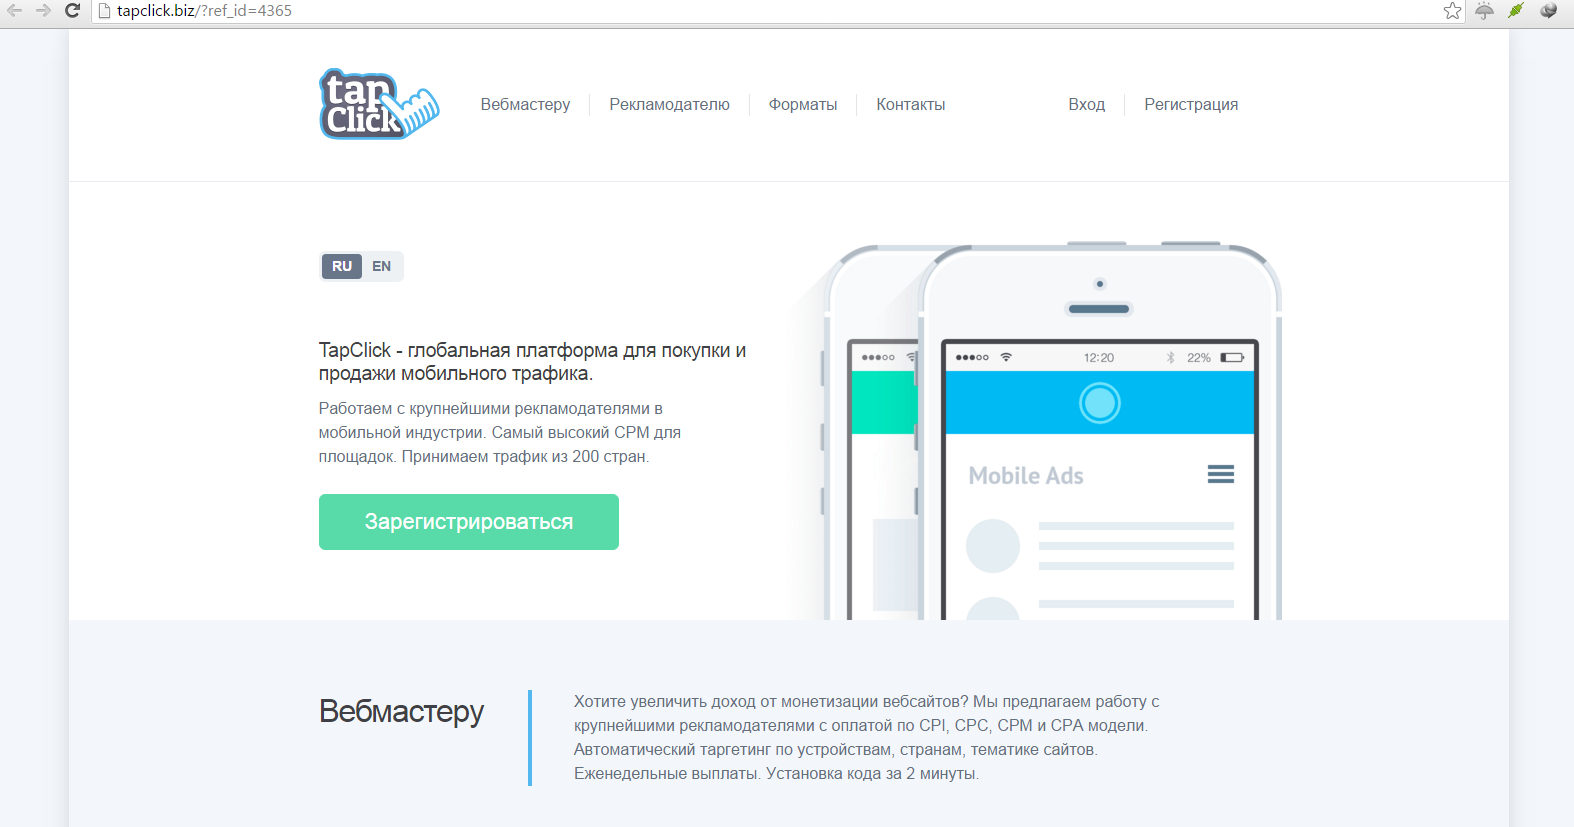 tapclick.biz/?ref_id=4365
tap
Click
Вебмастеру
Рекламодателю
Форматы
Контакты
Вход
Регистрация
RU
EN
TapClick - глобальная платформа для покупки и
продажи мобильного трафика.
Работаем с крупнейшими рекламодателями в
мобильной индустрии. Самый высокий CPM для
площадок. Принимаем трафик из 200 стран.
Зарегистрироваться
12:20
22%
Mobile Ads
Вебмастеру
Хотите увеличить доход от монетизации вебсайтов? Мы предлагаем работу с
крупнейшими рекламодателями с оплатой по CPI, CPC, CPM и CPA модели.
Автоматический таргетинг по устройствам, странам, тематике сайтов.
Еженедельные выплаты. Установка кода за 2 минуты.